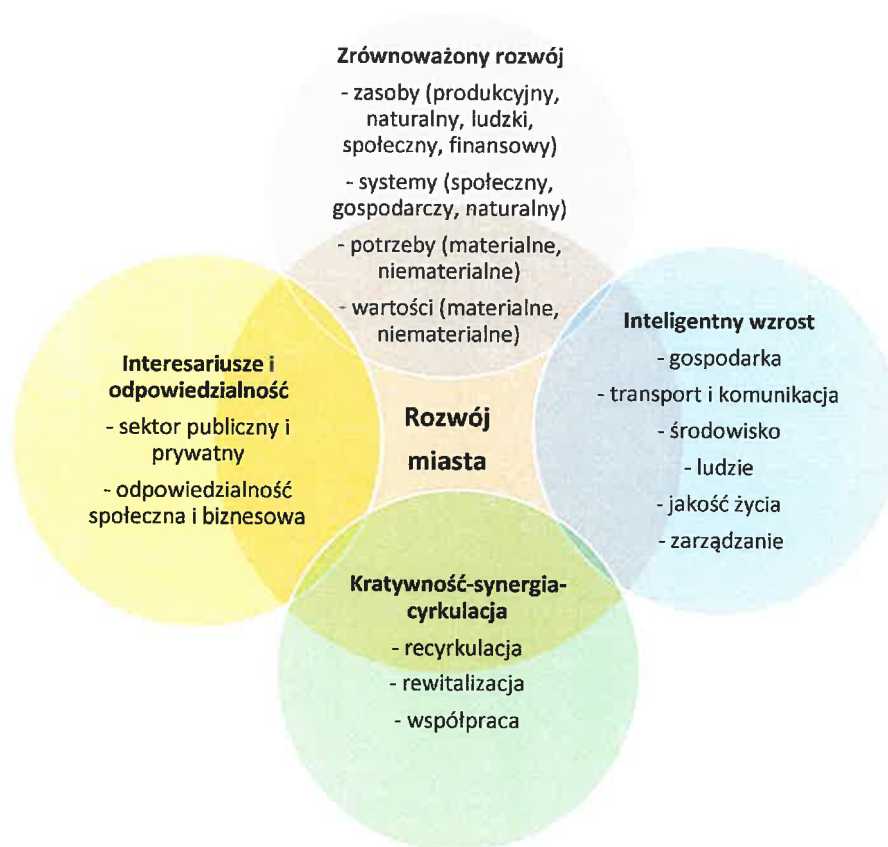 Zrównoważony rozwój
- zasoby (produkcyjny,
naturalny, ludzki,
społeczny, finansowy)
- systemy (społeczny,
gospodarczy, naturalny)
- potrzeby (materialne,
niematerialne)
- wartości (materialne,
niematerialne)
Interesariusze i
odpowiedzialność
- sektor publiczny i
prywatny
- odpowiedzialność
społeczna i biznesowa
Rozwój
miasta
Inteligentny wzrost
- gospodarka
- transport i komunikacja
- środowisko
- ludzie
- jakość życia
- zarządzanie
Kratywność-synergia-
cyrkulacja
- recyrkulacja
- rewitalizacja
- współpraca